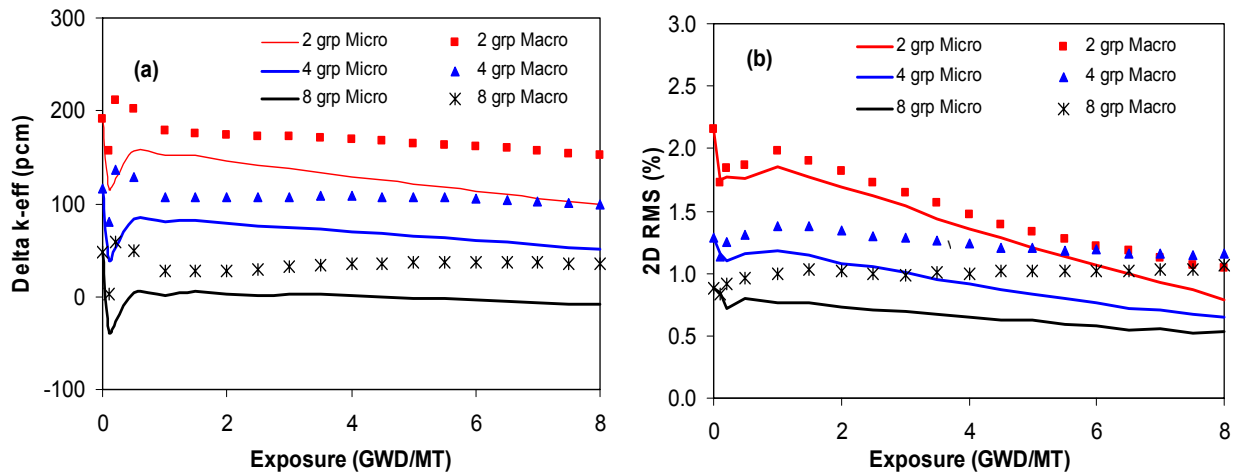 300
200
100
0
-100
Delta k-eff (pcm)
(a)
2 grp Micro
2 grp Macro
4 grp Micro
4 grp Macro
8 grp Micro
8 grp Macro
0 2 4 6 8
Exposure (GWD/MT)
3.0
2.5
2.0
1.5
1.0
0.5
0.0
2D RMS (%)
(b)
2 grp Micro
2 grp Macro
4 grp Micro
4 grp Macro
8 grp Micro
8 grp Macro
\
0 2 4 6 8
Exposure (GWD/MT)